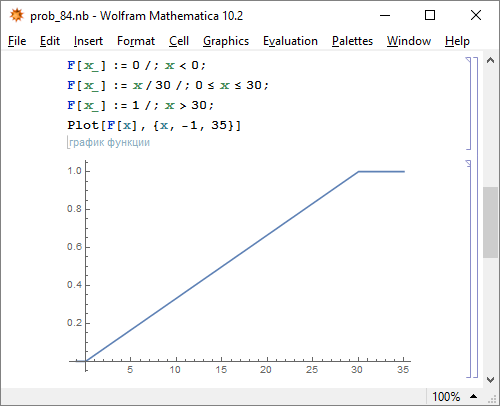 prob_84.nb - Wolfram Mathematica 10.2
File Edit Insert Format Cell Graphics Evaluation Palettes Window Help
F[x_] := 0 /; x < 0;
F[x_] := x / 30 /; 0 ≤ x ≤ 30;
F[x_] := 1 /; x > 30;
Plot[F[x], {x, -1, 35}]
график функции
1.0
0.8
0.6
0.4
0.2
5 10 15 20 25 30 35
100%